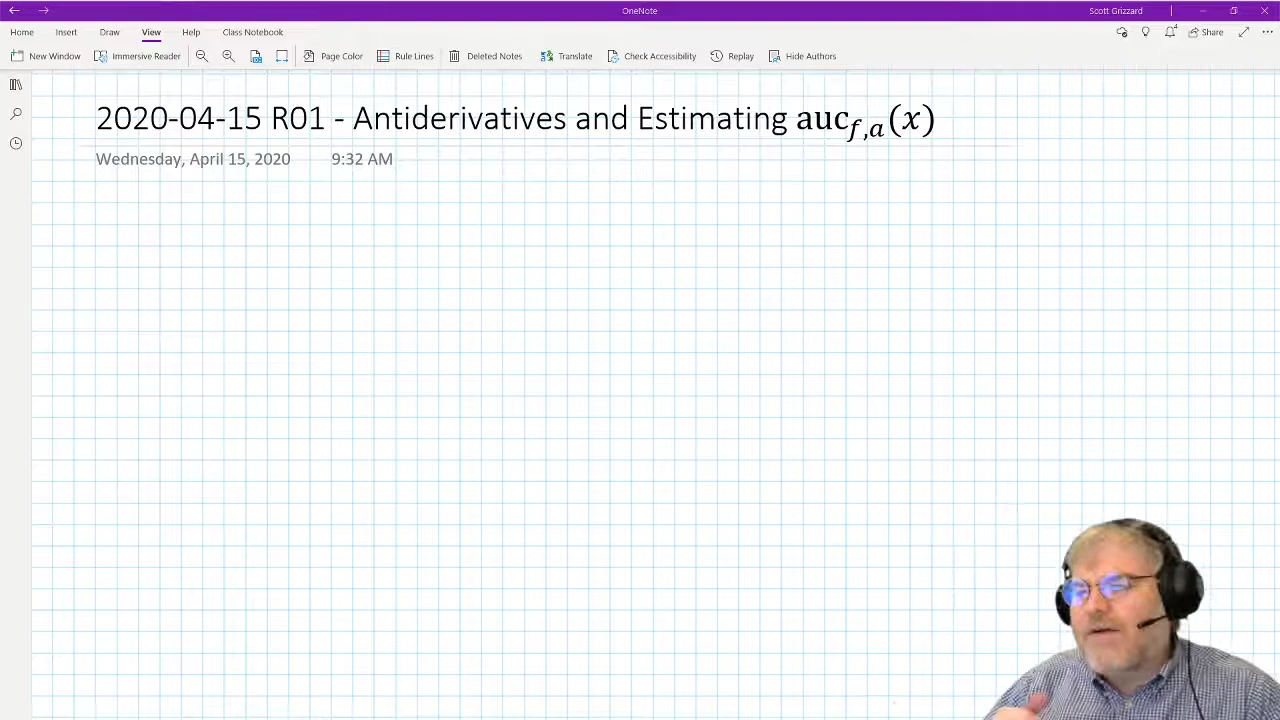 OneNote
Scott Grizzard
Home Insert Draw View Help Class Notebook
4
Share
New Window Immersive Reader Page Color Rule Lines Deleted Notes Translate Check Accessibility Replay Hide Authors
2020-04-15 R01 - Antiderivatives and Estimating auc_{f,a}(x)
Wednesday, April 15, 2020 9:32 AM